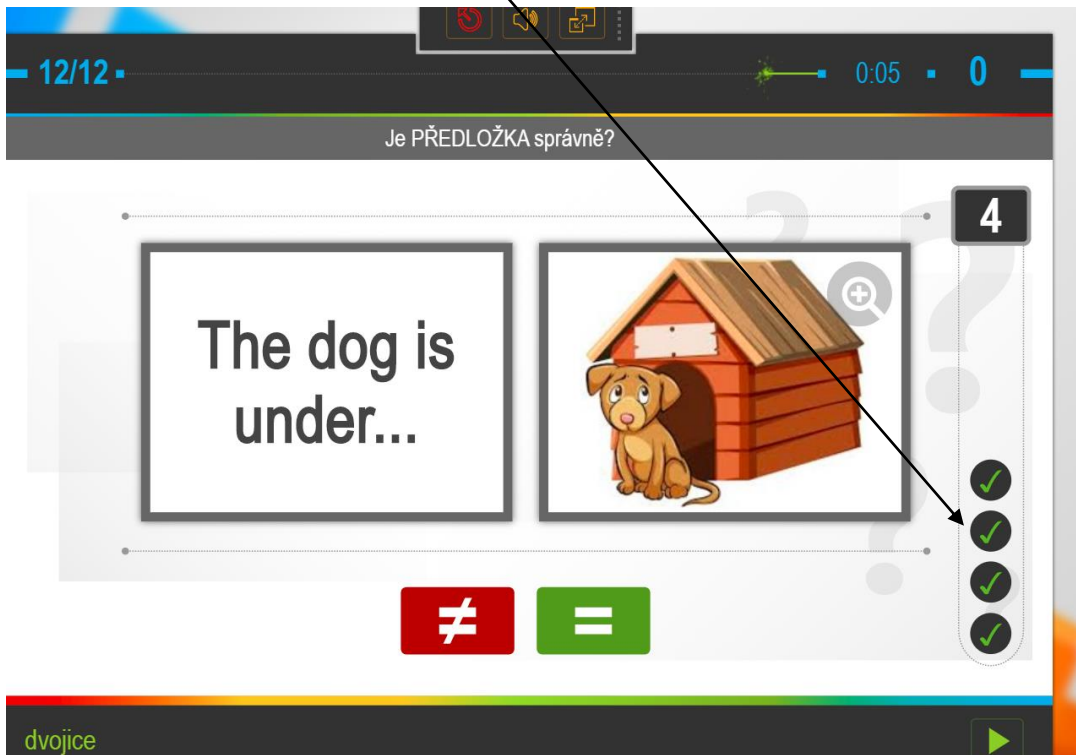 12/12
0:05
0
Je PŘEDLOŽKA správně?
4
The dog is
under...
≠
=
dvojice